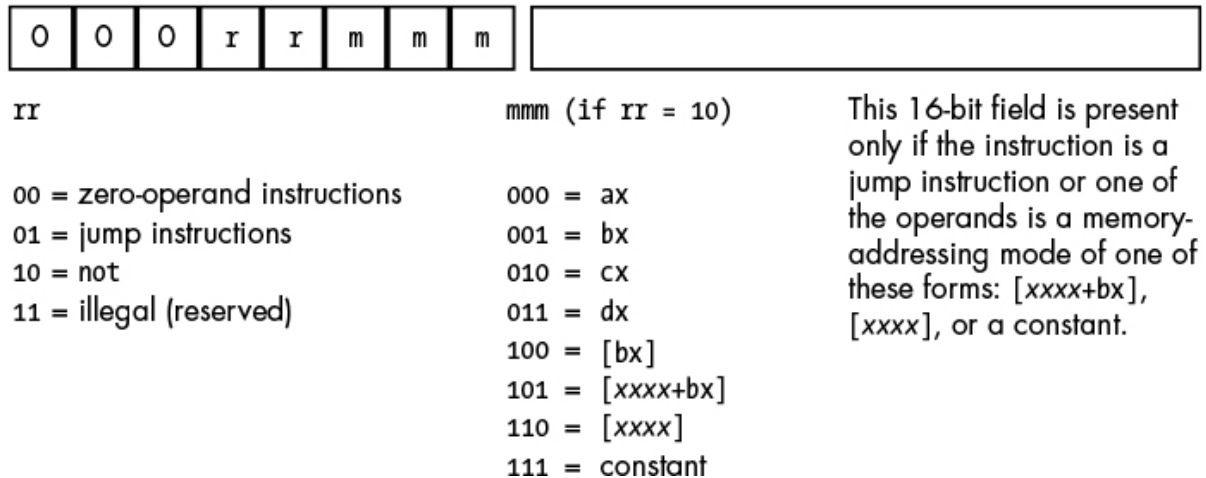 0 0 0 r r m m m
rr
00 = zero-operand instructions
01 = jump instructions
10 = not
11 = illegal (reserved)
mmm (if rr = 10)
000 = ax
001 = bx
010 = cx
011 = dx
100 = [bx]
101 = [xxxx+bx]
110 = [xxxx]
111 = constant
This 16-bit field is present
only if the instruction is a
jump instruction or one of
the operands is a memory-
addressing mode of one of
these forms: [xxxx+bx],
[xxxx], or a constant.